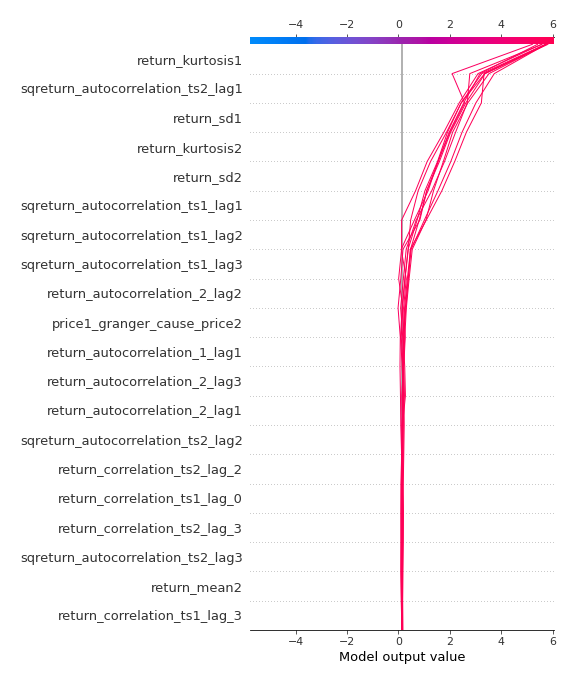 −4 −2 0 2 4 6
return_kurtosis1
sqreturn_autocorrelation_ts2_lag1
return_sd1
return_kurtosis2
return_sd2
sqreturn_autocorrelation_ts1_lag1
sqreturn_autocorrelation_ts1_lag2
sqreturn_autocorrelation_ts1_lag3
return_autocorrelation_2_lag2
price1_granger_cause_price2
return_autocorrelation_1_lag1
return_autocorrelation_2_lag3
return_autocorrelation_2_lag1
sqreturn_autocorrelation_ts2_lag2
return_correlation_ts2_lag_2
return_correlation_ts1_lag_0
return_correlation_ts2_lag_3
sqreturn_autocorrelation_ts2_lag3
return_mean2
return_correlation_ts1_lag_3
−4 −2 0 2 4 6
Model output value